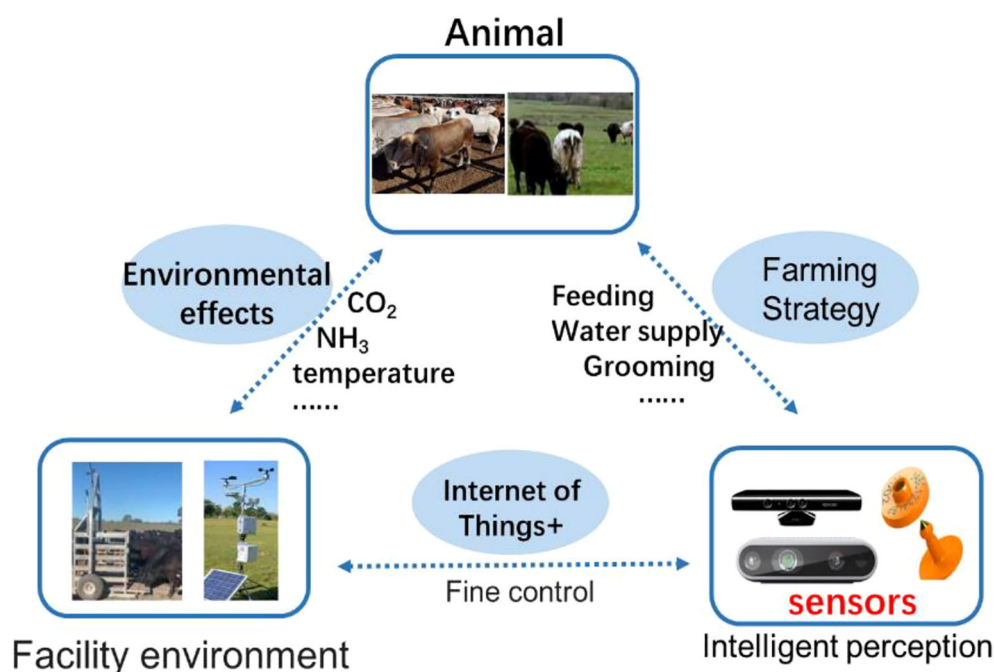 Animal
Environmental
effects
CO₂
NH₃
temperature
......
Feeding
Water supply
Grooming
......
Farming
Strategy
Internet of
Things+
Fine control
sensors
Facility environment
Intelligent perception